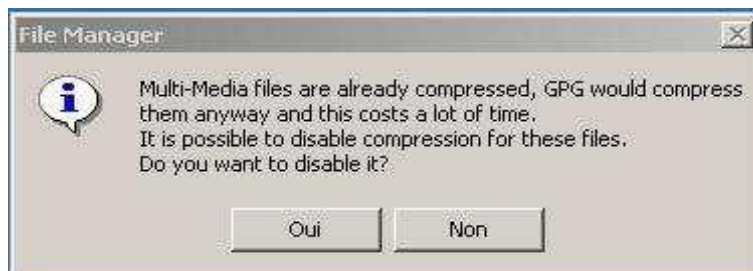 File Manager
Multi-Media files are already compressed, GPG would compress
them anyway and this costs a lot of time.
It is possible to disable compression for these files.
Do you want to disable it?
Oui Non